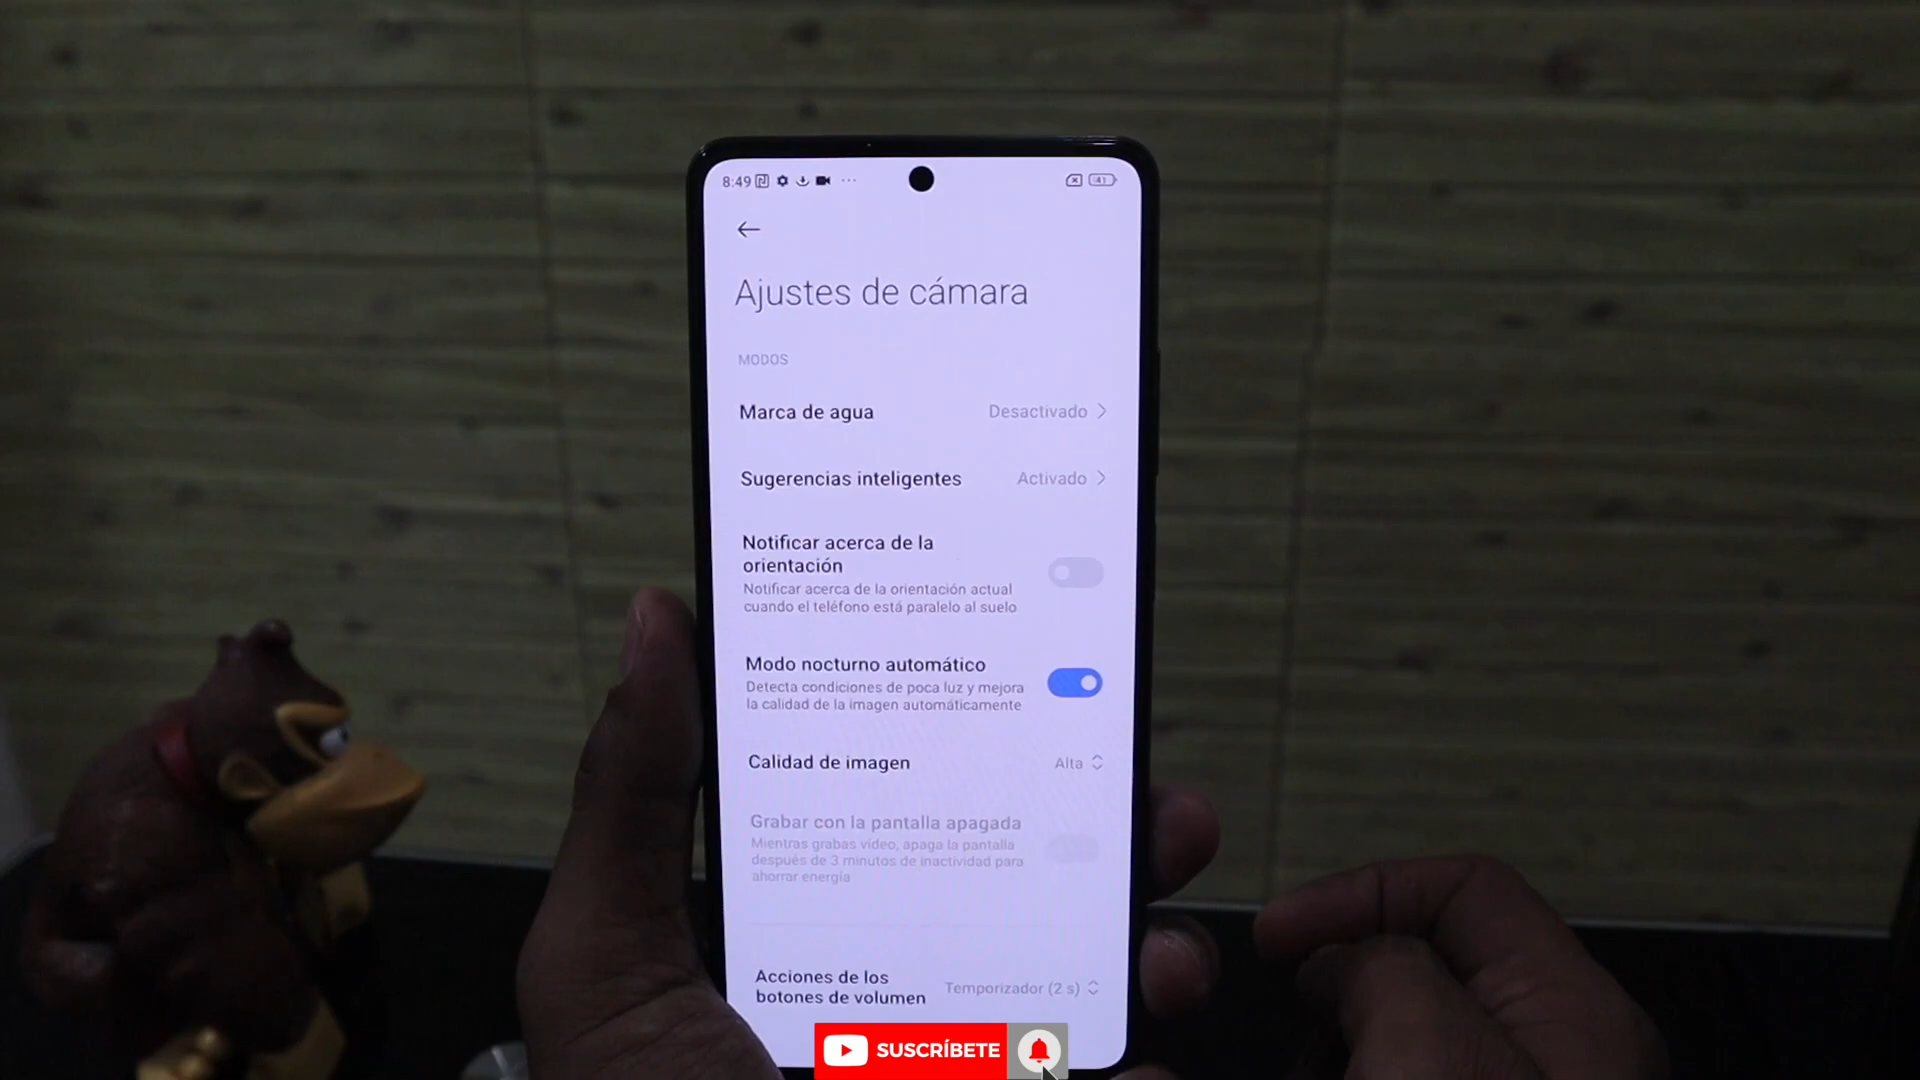 8:49
41
Ajustes de cámara
MODOS
Marca de agua
Desactivado
Sugerencias inteligentes
Activado
Notificar acerca de la
orientación
Notificar acerca de la orientación actual
cuando el teléfono está paralelo al suelo
Modo nocturno automático
Detecta condiciones de poca luz y mejora
la calidad de la imagen automáticamente
Calidad de imagen
Alta
Grabar con la pantalla apagada
Mientras grabas vídeo, apaga la pantalla
después de 3 minutos de inactividad para
ahorrar energía
Acciones de los
botones de volumen
Temporizador (2 s)
SUSCRÍBETE